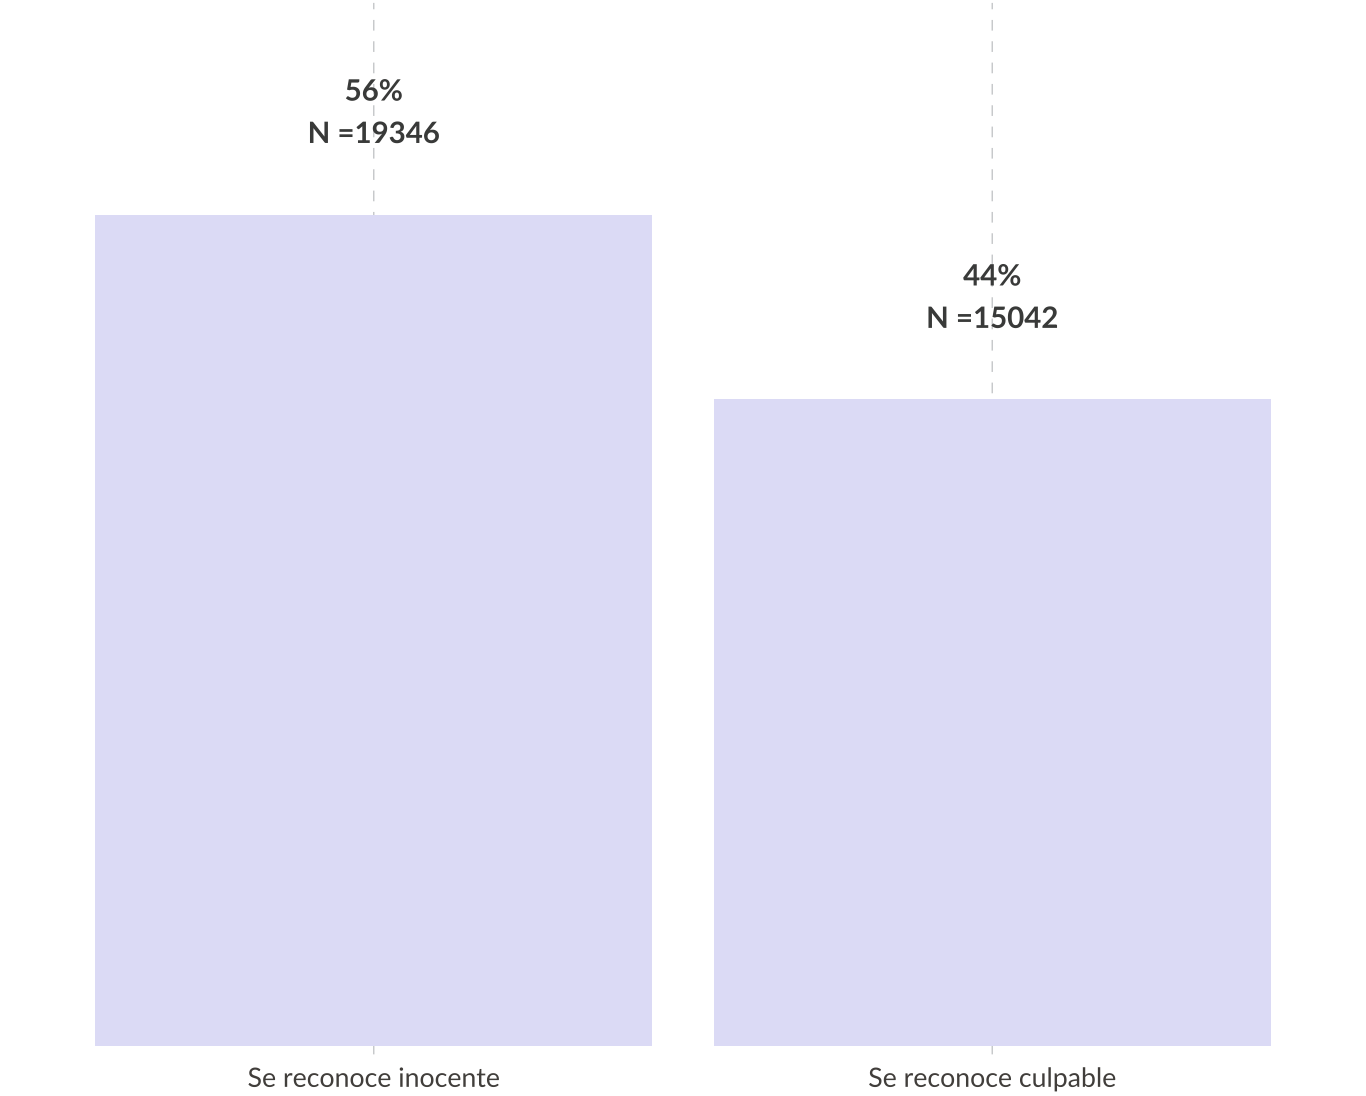 56%
N =19346
44%
N =15042
Se reconoce inocente
Se reconoce culpable